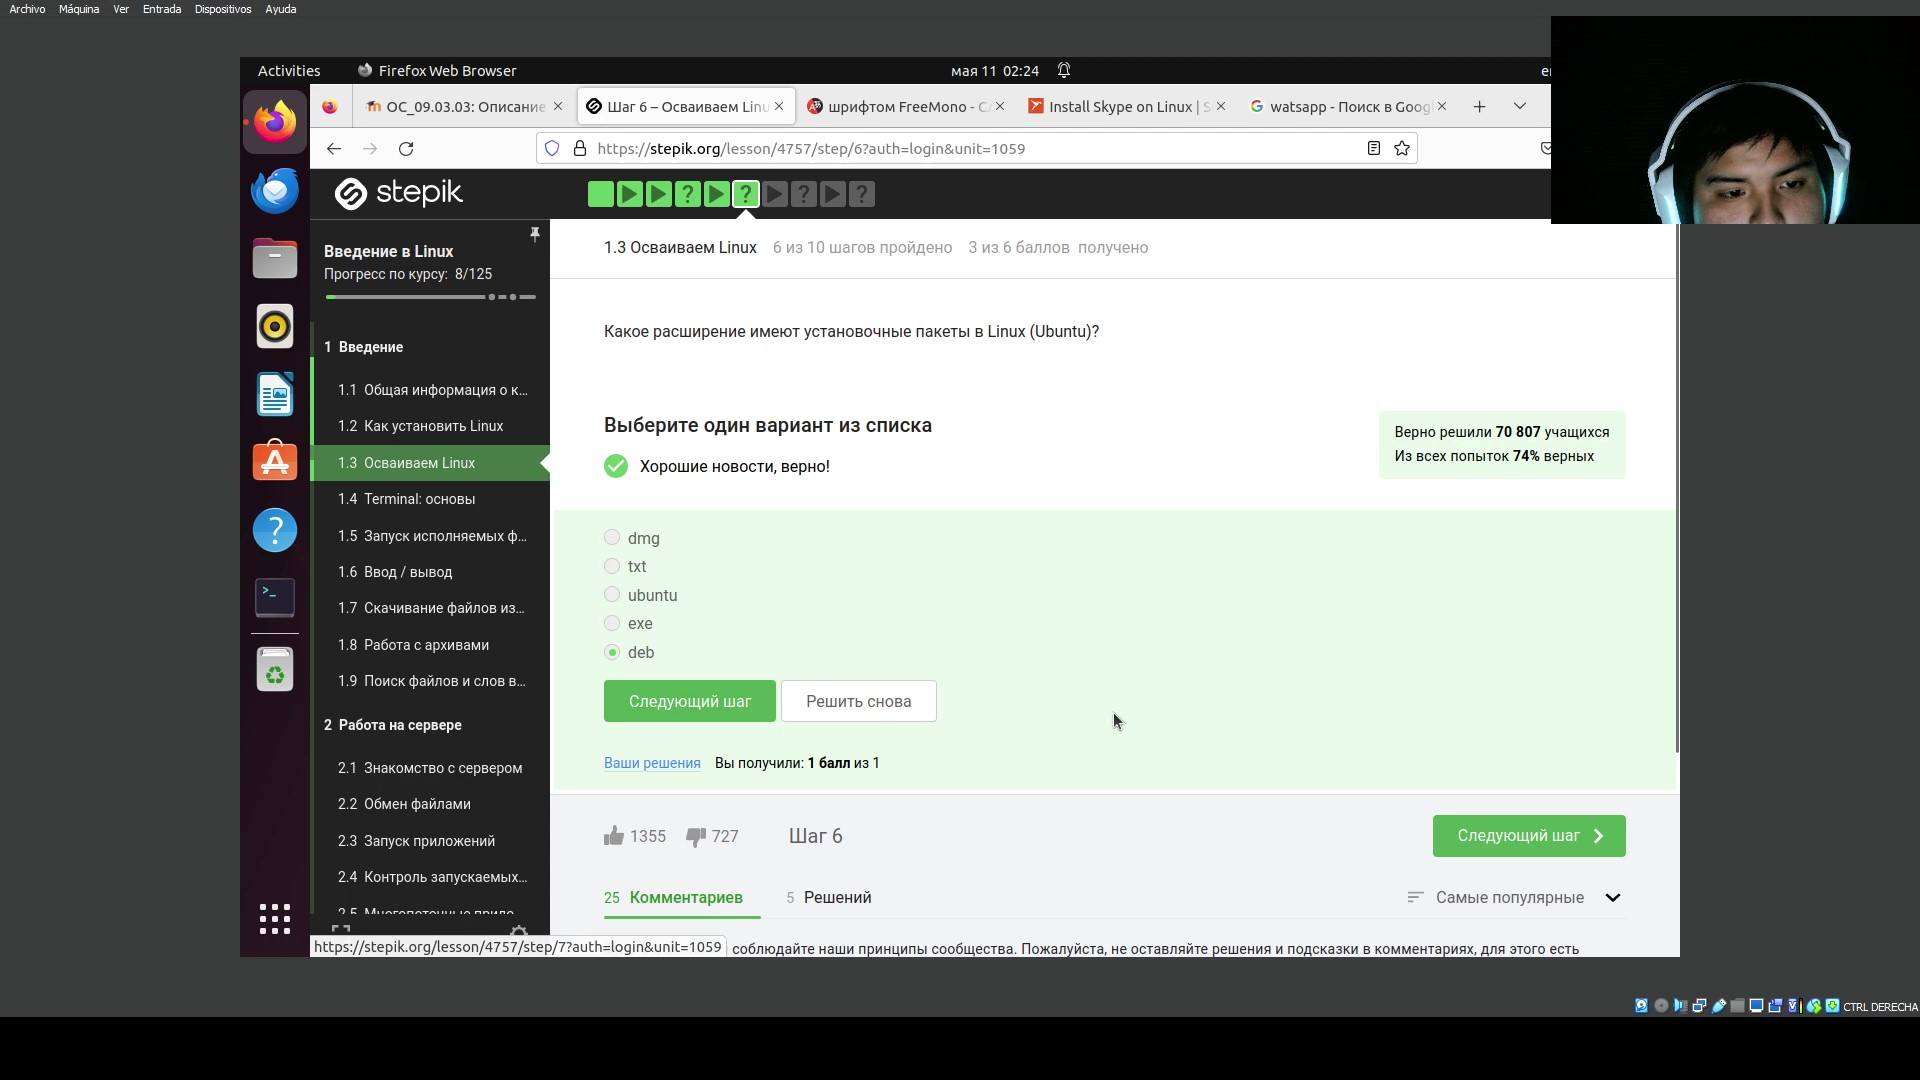 Archivo Máquina Ver Entrada Dispositivos Ayuda
Activities Firefox Web Browser мая 11 02:24
ОС_09.03.03: Описание Шаг 6 – Осваиваем Linu шрифтом FreeMono - Install Skype on Linux | S watsapp - Поиск в Goog
https://stepik.org/lesson/4757/step/6?auth=login&unit=1059
stepik
Введение в Linux
Прогресс по курсу: 8/125
1 Введение
1.1 Общая информация о к...
1.2 Как установить Linux
1.3 Осваиваем Linux
1.4 Terminal: основы
1.5 Запуск исполняемых ф...
1.6 Ввод / вывод
1.7 Скачивание файлов из...
1.8 Работа с архивами
1.9 Поиск файлов и слов в...
2 Работа на сервере
2.1 Знакомство с сервером
2.2 Обмен файлами
2.3 Запуск приложений
2.4 Контроль запускаемых...
1.3 Осваиваем Linux 6 из 10 шагов пройдено 3 из 6 баллов получено
Какое расширение имеют установочные пакеты в Linux (Ubuntu)?
Выберите один вариант из списка
Хорошие новости, верно!
Верно решили 70 807 учащихся
Из всех попыток 74% верных
dmg
txt
ubuntu
exe
deb
Следующий шаг Решить снова
Ваши решения Вы получили: 1 балл из 1
1355 727 Шаг 6 Следующий шаг
25 Комментариев 5 Решений Самые популярные
https://stepik.org/lesson/4757/step/7?auth=login&unit=1059
соблюдайте наши принципы сообщества. Пожалуйста, не оставляйте решения и подсказки в комментариях, для этого есть
CTRL DERECHA